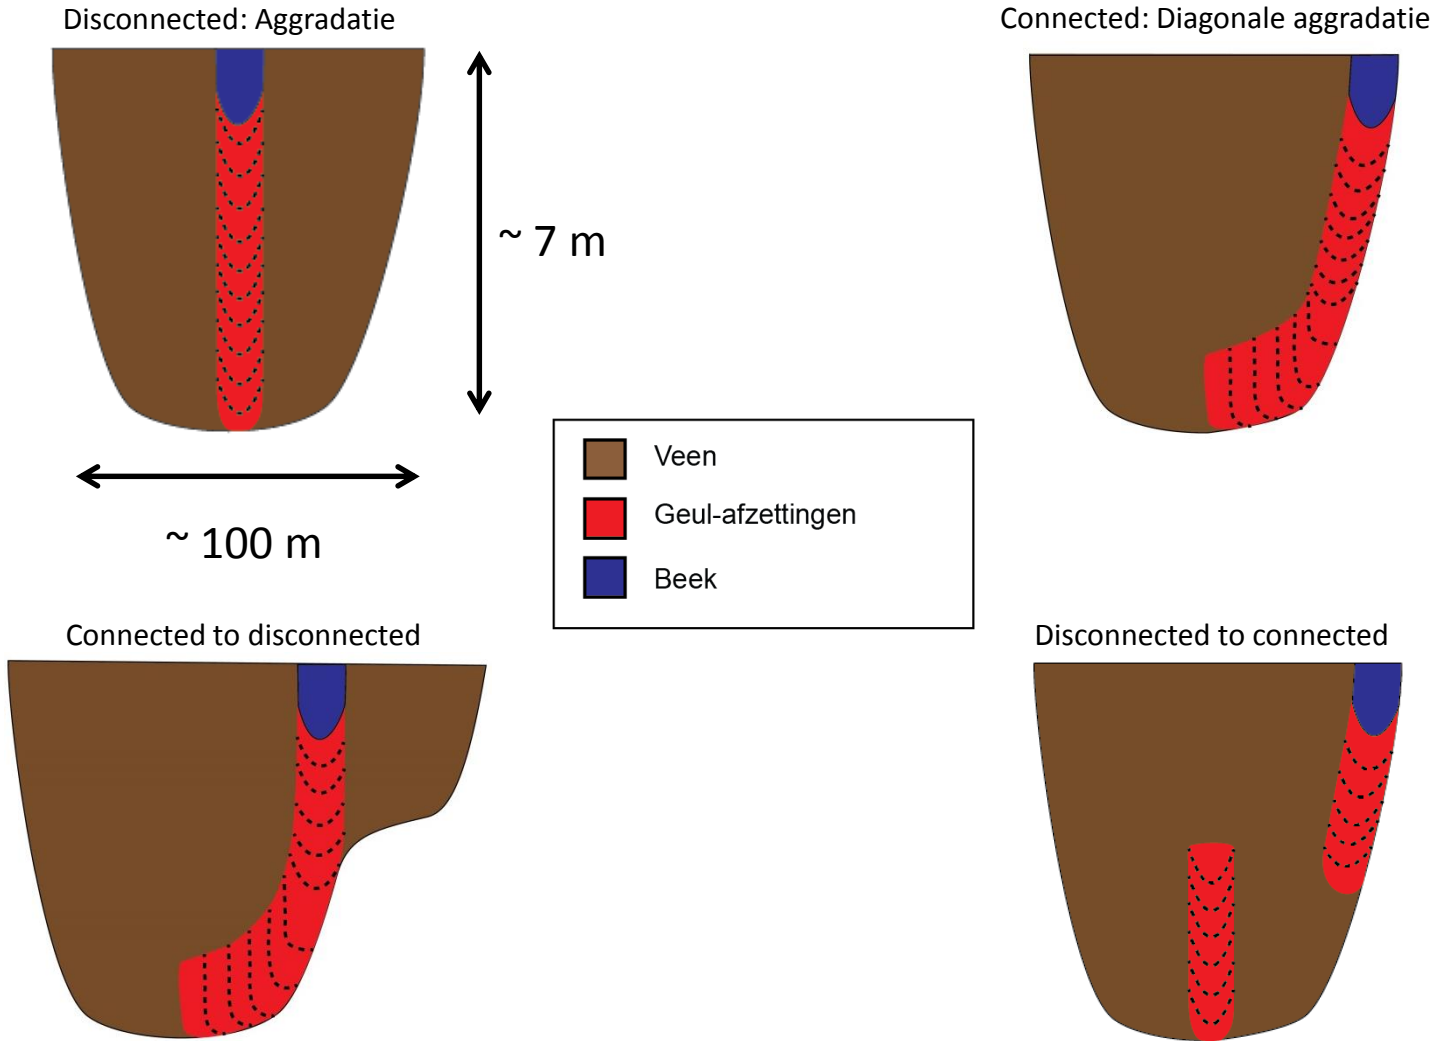 Disconnected: Aggradatie
Connected: Diagonale aggradatie
~ 7 m
~ 100 m
Veen
Geul-afzettingen
Beek
Connected to disconnected
Disconnected to connected